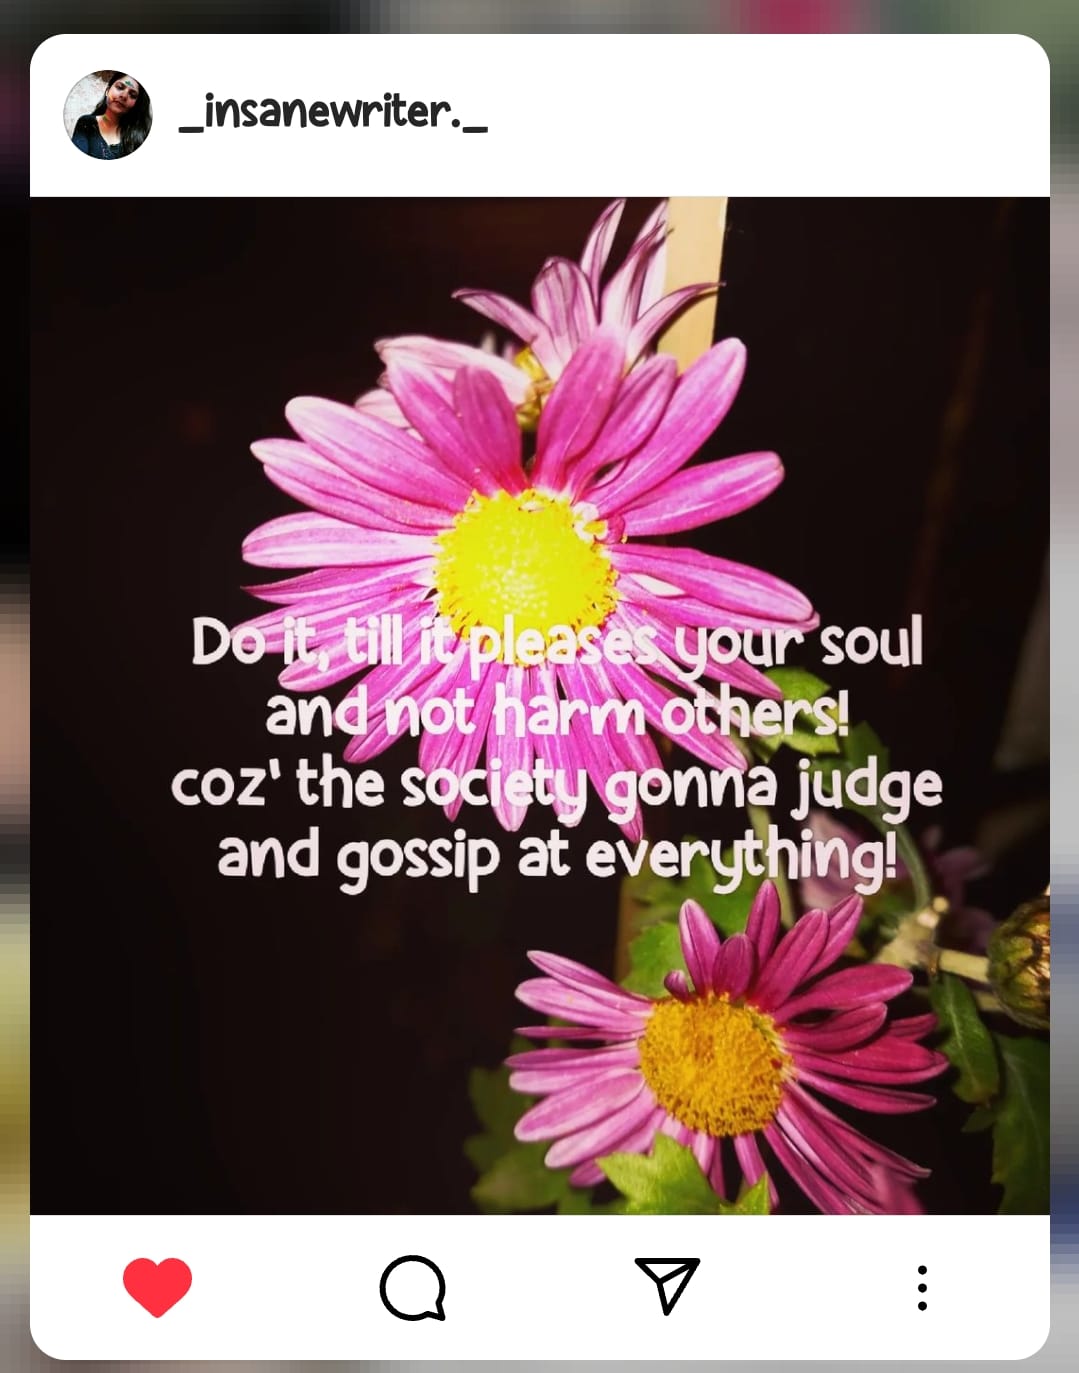 _insanewriter._
Do it, till it pleases your soul
and not harm others!
coz' the society gonna judge
and gossip at everything!